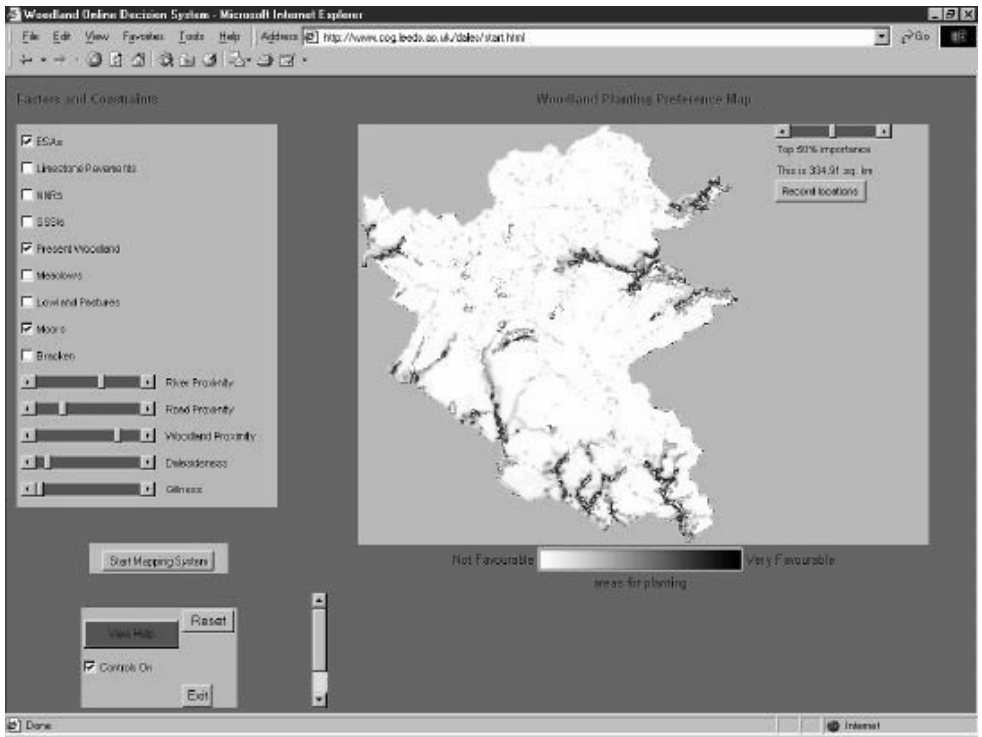 Woodland Online Decision System - Microsoft Internet Explorer
File Edit View Favorites Tools Help Address http://www.ccg.leeds.ac.uk/dales/start.html Go
Factors and Constraints
Woodland Planting Preference Map
ESAs
Limestone Pavements
NNRs
SSSIs
Present Woodland
Meadows
Lowland Pastures
Moors
Bracken
River Proximity
Road Proximity
Woodland Proximity
Dalesideness
Gillness
Top 50% importance
This is 334.91 sq. km
Record locations
Start Mapping System
Not Favourable Very Favourable
areas for planting
View Help
Reset
Controls On
Exit
Done
Internet